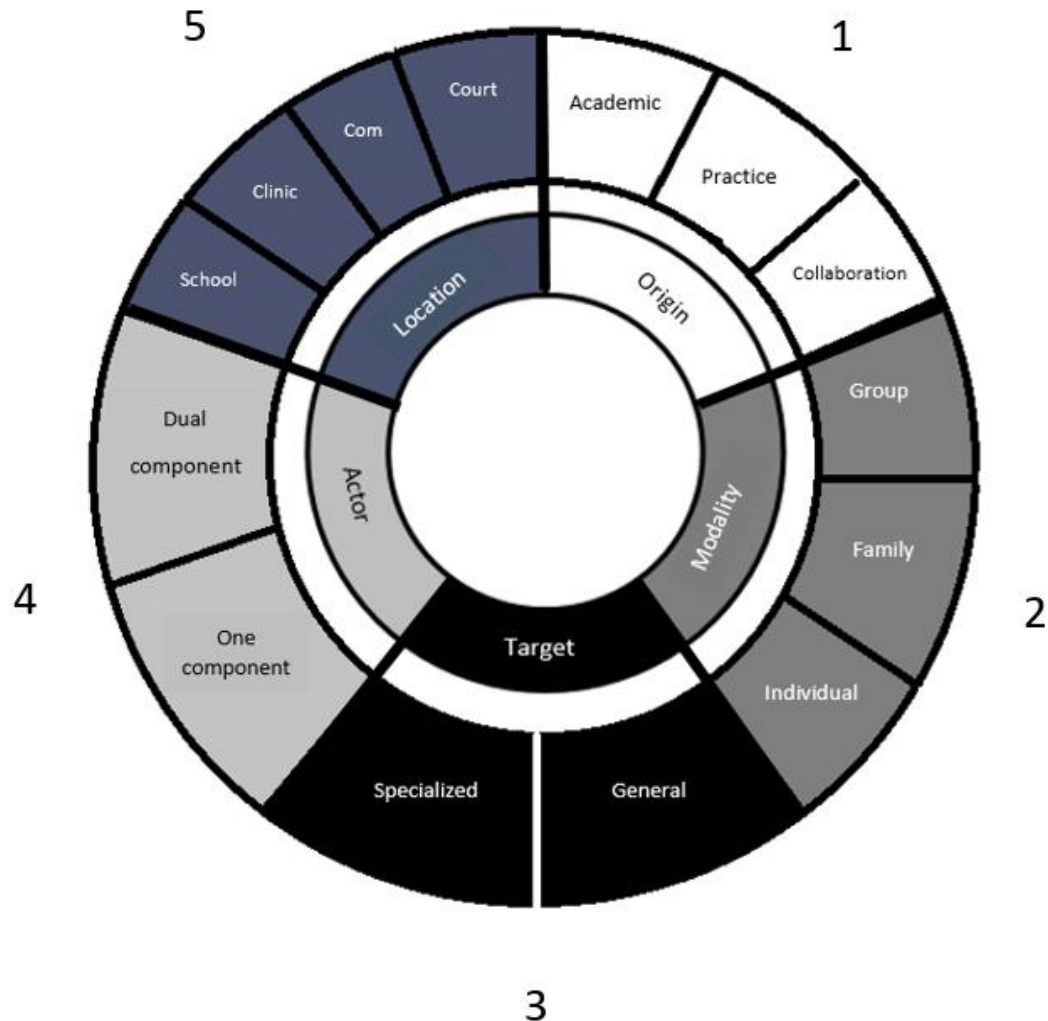 5
1
Court
Academic
Com
Practice
Clinic
Collaboration
School
Location
Origin
Group
Dual
component
Actor
Modality
Family
4
2
One
component
Target
Individual
Specialized
General
3